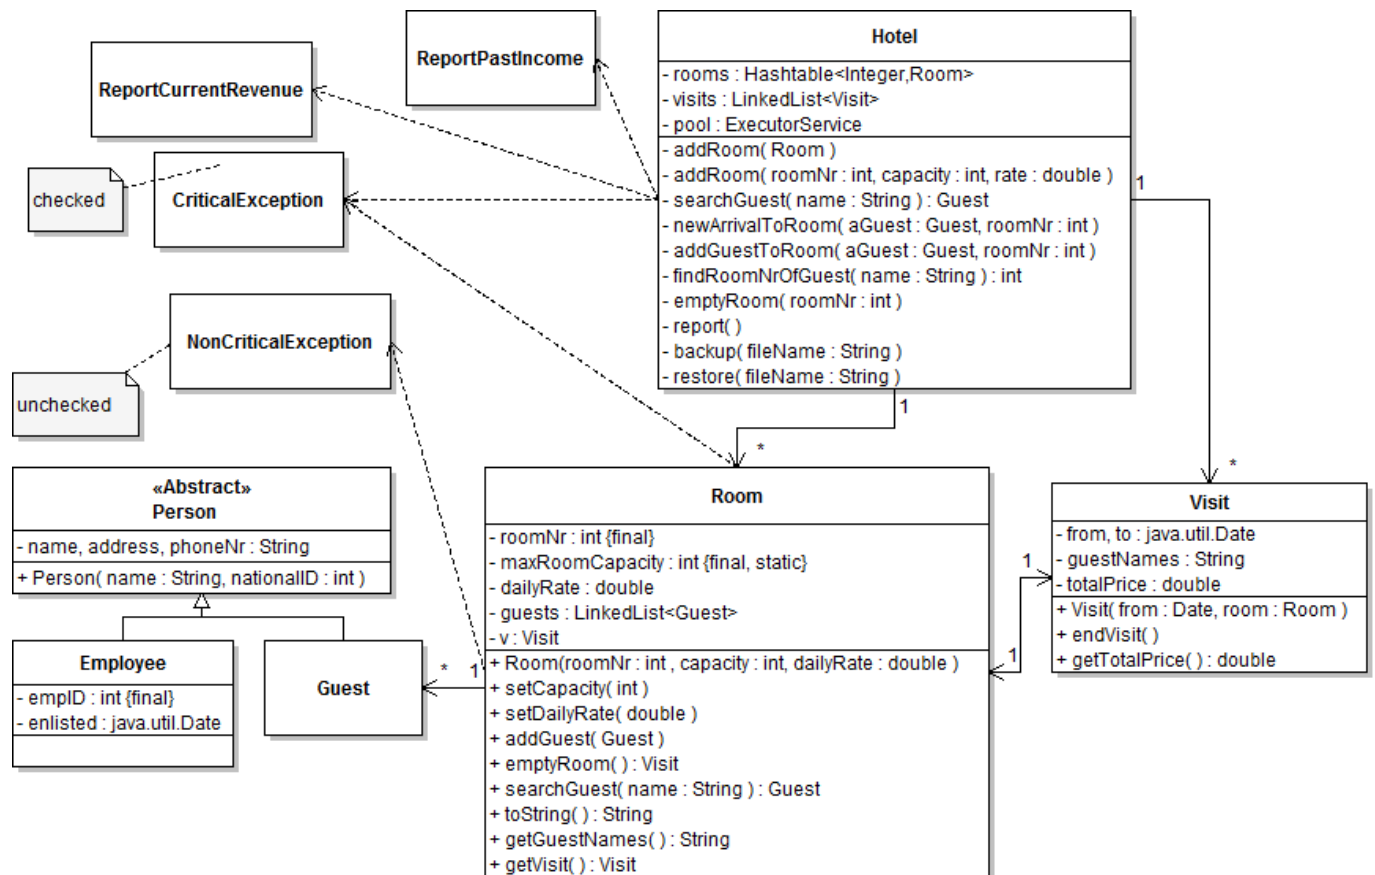 ReportCurrentRevenue
ReportPastIncome
Hotel
- rooms : Hashtable<Integer,Room>
- visits : LinkedList<Visit>
- pool : ExecutorService
- addRoom( Room )
- addRoom( roomNr : int, capacity : int, rate : double )
- searchGuest( name : String ) : Guest
- newArrivalToRoom( aGuest : Guest, roomNr : int )
- addGuestToRoom( aGuest : Guest, roomNr : int )
- findRoomNrOfGuest( name : String ) : int
- emptyRoom( roomNr : int )
- report( )
- backup( fileName : String )
- restore( fileName : String )
checked
CriticalException
NonCriticalException
unchecked
1
1
*
*
«Abstract»
Person
- name, address, phoneNr : String
+ Person( name : String, nationalID : int )
Employee
- empID : int {final}
- enlisted : java.util.Date
Guest
*
1
Room
- roomNr : int {final}
- maxRoomCapacity : int {final, static}
- dailyRate : double
- guests : LinkedList<Guest>
- v : Visit
+ Room(roomNr : int , capacity : int, dailyRate : double )
+ setCapacity( int )
+ setDailyRate( double )
+ addGuest( Guest )
+ emptyRoom( ) : Visit
+ searchGuest( name : String ) : Guest
+ toString( ) : String
+ getGuestNames( ) : String
+ getVisit( ) : Visit
1
1
Visit
- from, to : java.util.Date
- guestNames : String
- totalPrice : double
+ Visit( from : Date, room : Room )
+ endVisit( )
+ getTotalPrice( ) : double